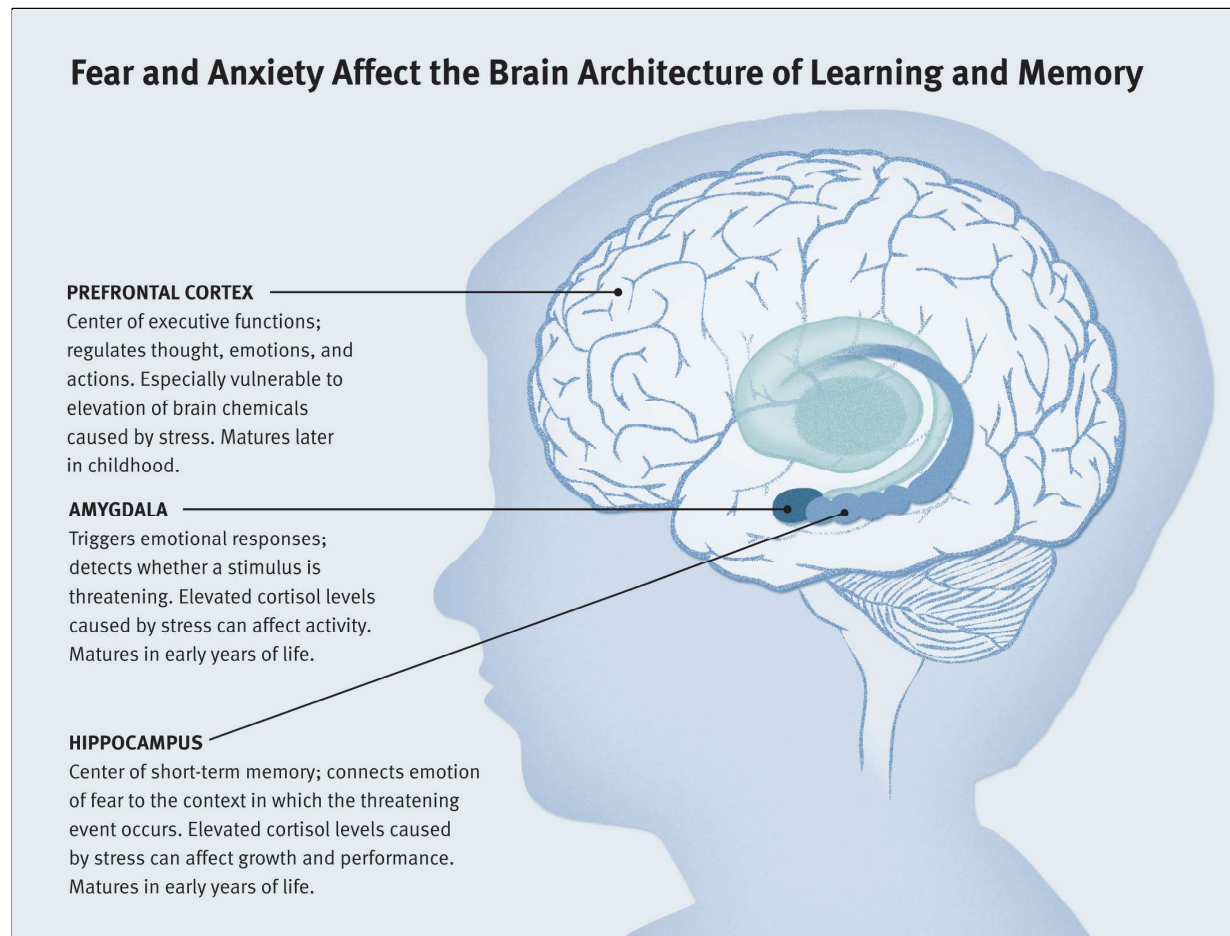 Fear and Anxiety Affect the Brain Architecture of Learning and Memory
PREFRONTAL CORTEX
Center of executive functions;
regulates thought, emotions, and
actions. Especially vulnerable to
elevation of brain chemicals
caused by stress. Matures later
in childhood.
AMYGDALA
Triggers emotional responses;
detects whether a stimulus is
threatening. Elevated cortisol levels
caused by stress can affect activity.
Matures in early years of life.
HIPPOCAMPUS
Center of short-term memory; connects emotion
of fear to the context in which the threatening
event occurs. Elevated cortisol levels caused
by stress can affect growth and performance.
Matures in early years of life.